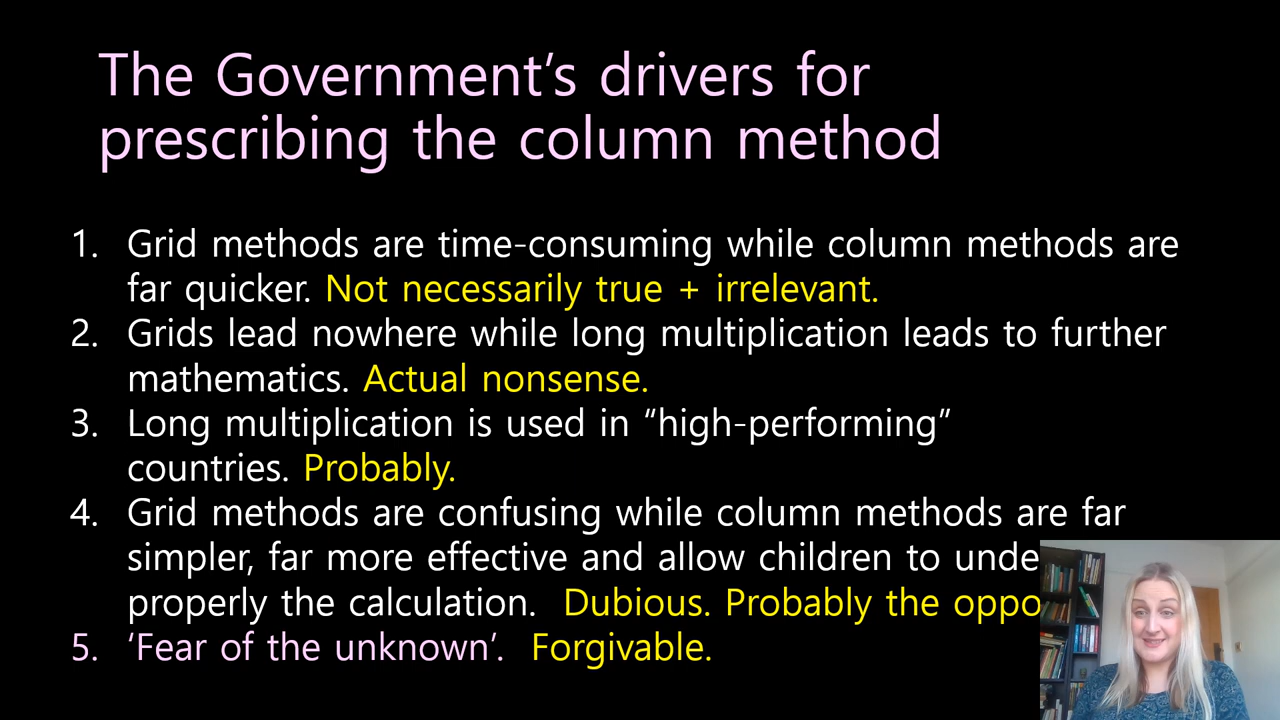 The Government's drivers for
prescribing the column method
1. Grid methods are time-consuming while column methods are
far quicker. Not necessarily true + irrelevant.
2. Grids lead nowhere while long multiplication leads to further
mathematics. Actual nonsense.
3. Long multiplication is used in “high-performing”
countries. Probably.
4. Grid methods are confusing while column methods are far
simpler, far more effective and allow children to unde
properly the calculation. Dubious. Probably the oppo
5. ‘Fear of the unknown’. Forgivable.